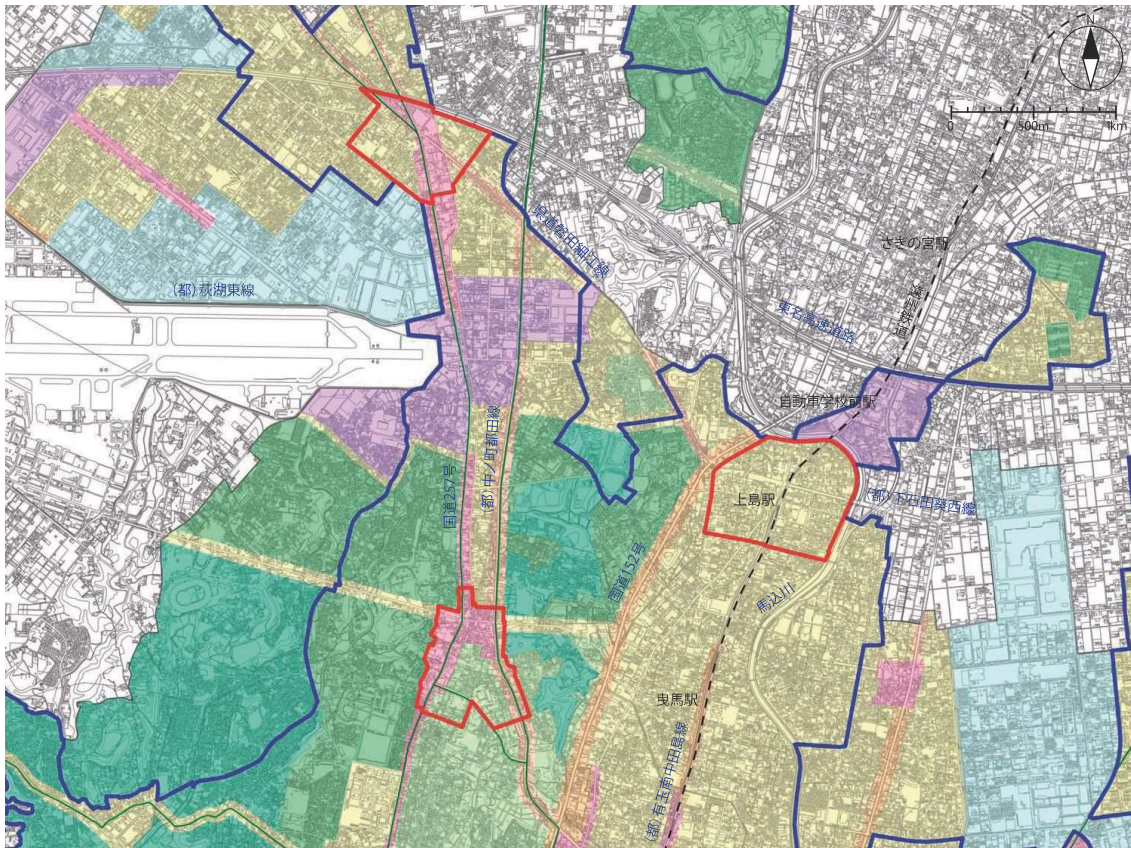 N
0 500m 1km
県道磐田細江線
さぎの宮駅
(都)萩湖東線
遠州鉄道
東名高速道路
自動車学校前駅
国道257号
(都)中ノ町都田線
上島駅
(都)下石田葵西線
国道152号
馬込川
曳馬駅
(都)有玉南中田島線